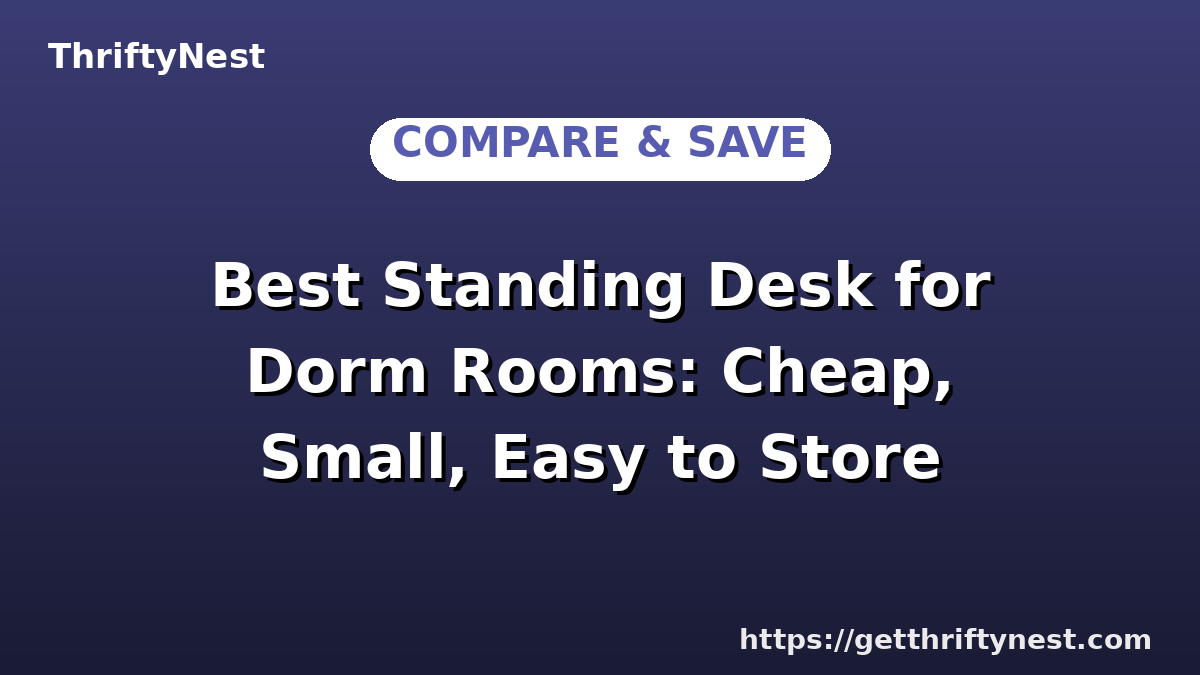 ThriftyNest
COMPARE & SAVE
Best Standing Desk for
Dorm Rooms: Cheap,
Small, Easy to Store
https://getthriftynest.com